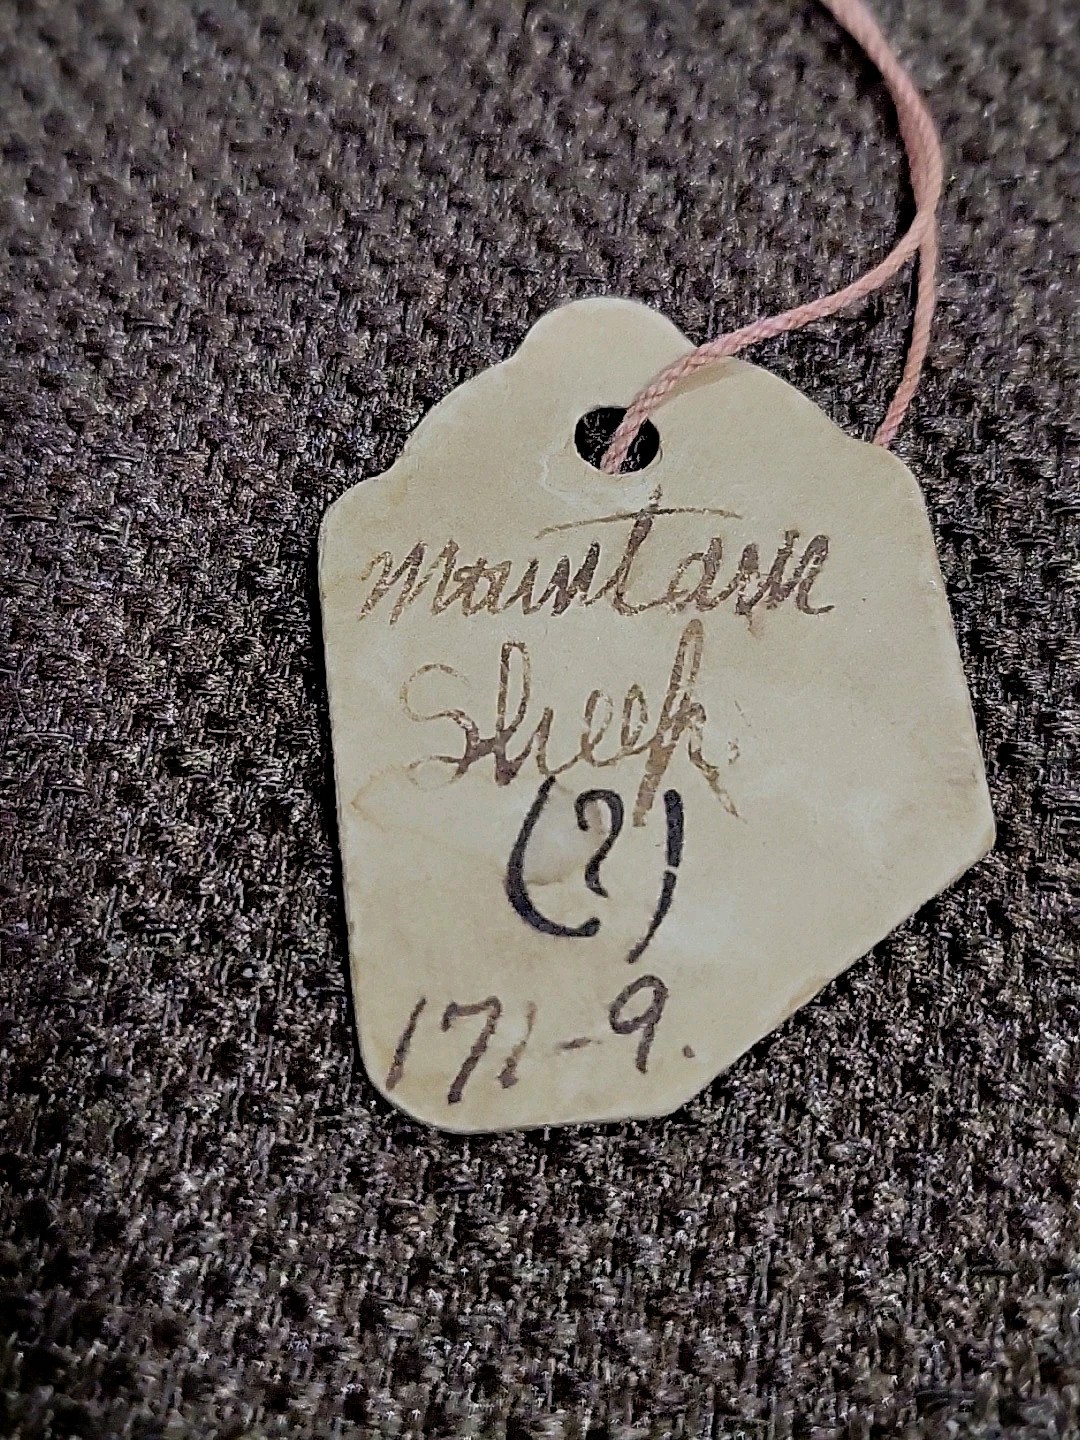 Mountain
Sheep.
(?)
171-9.